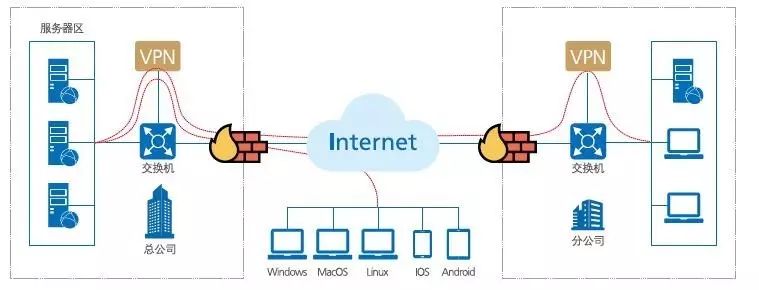 服务器区
VPN
VPN
Internet
交换机
交换机
总公司
分公司
Windows
MacOS
Linux
IOS
Android